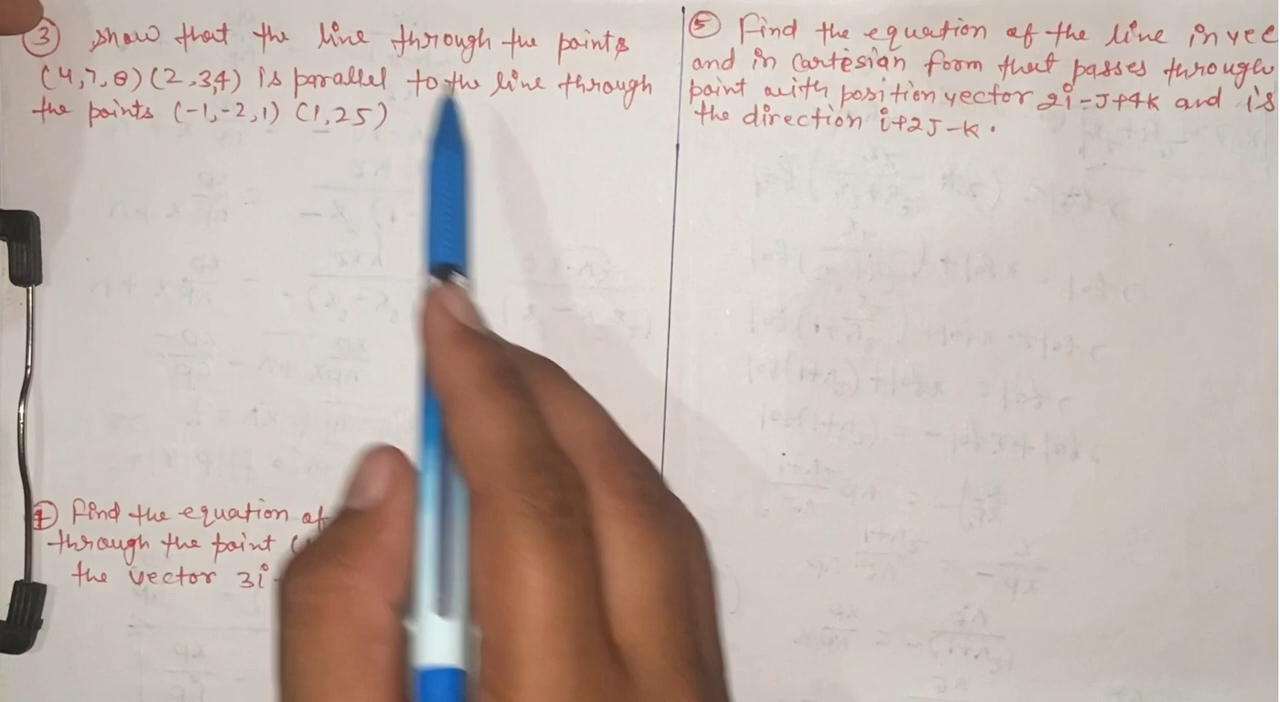 ③ show that the line through the points
(4,7,8) (2,3,4) is parallel to the line through
the points (-1,-2,1) (1,2,5)
④ Find the equation of
through the point (
the vector 3i
⑤ Find the equation of the line in vec
and in cartesian form that passes through
point with position vector 2i-J+4K and is
the direction i+2J-K.